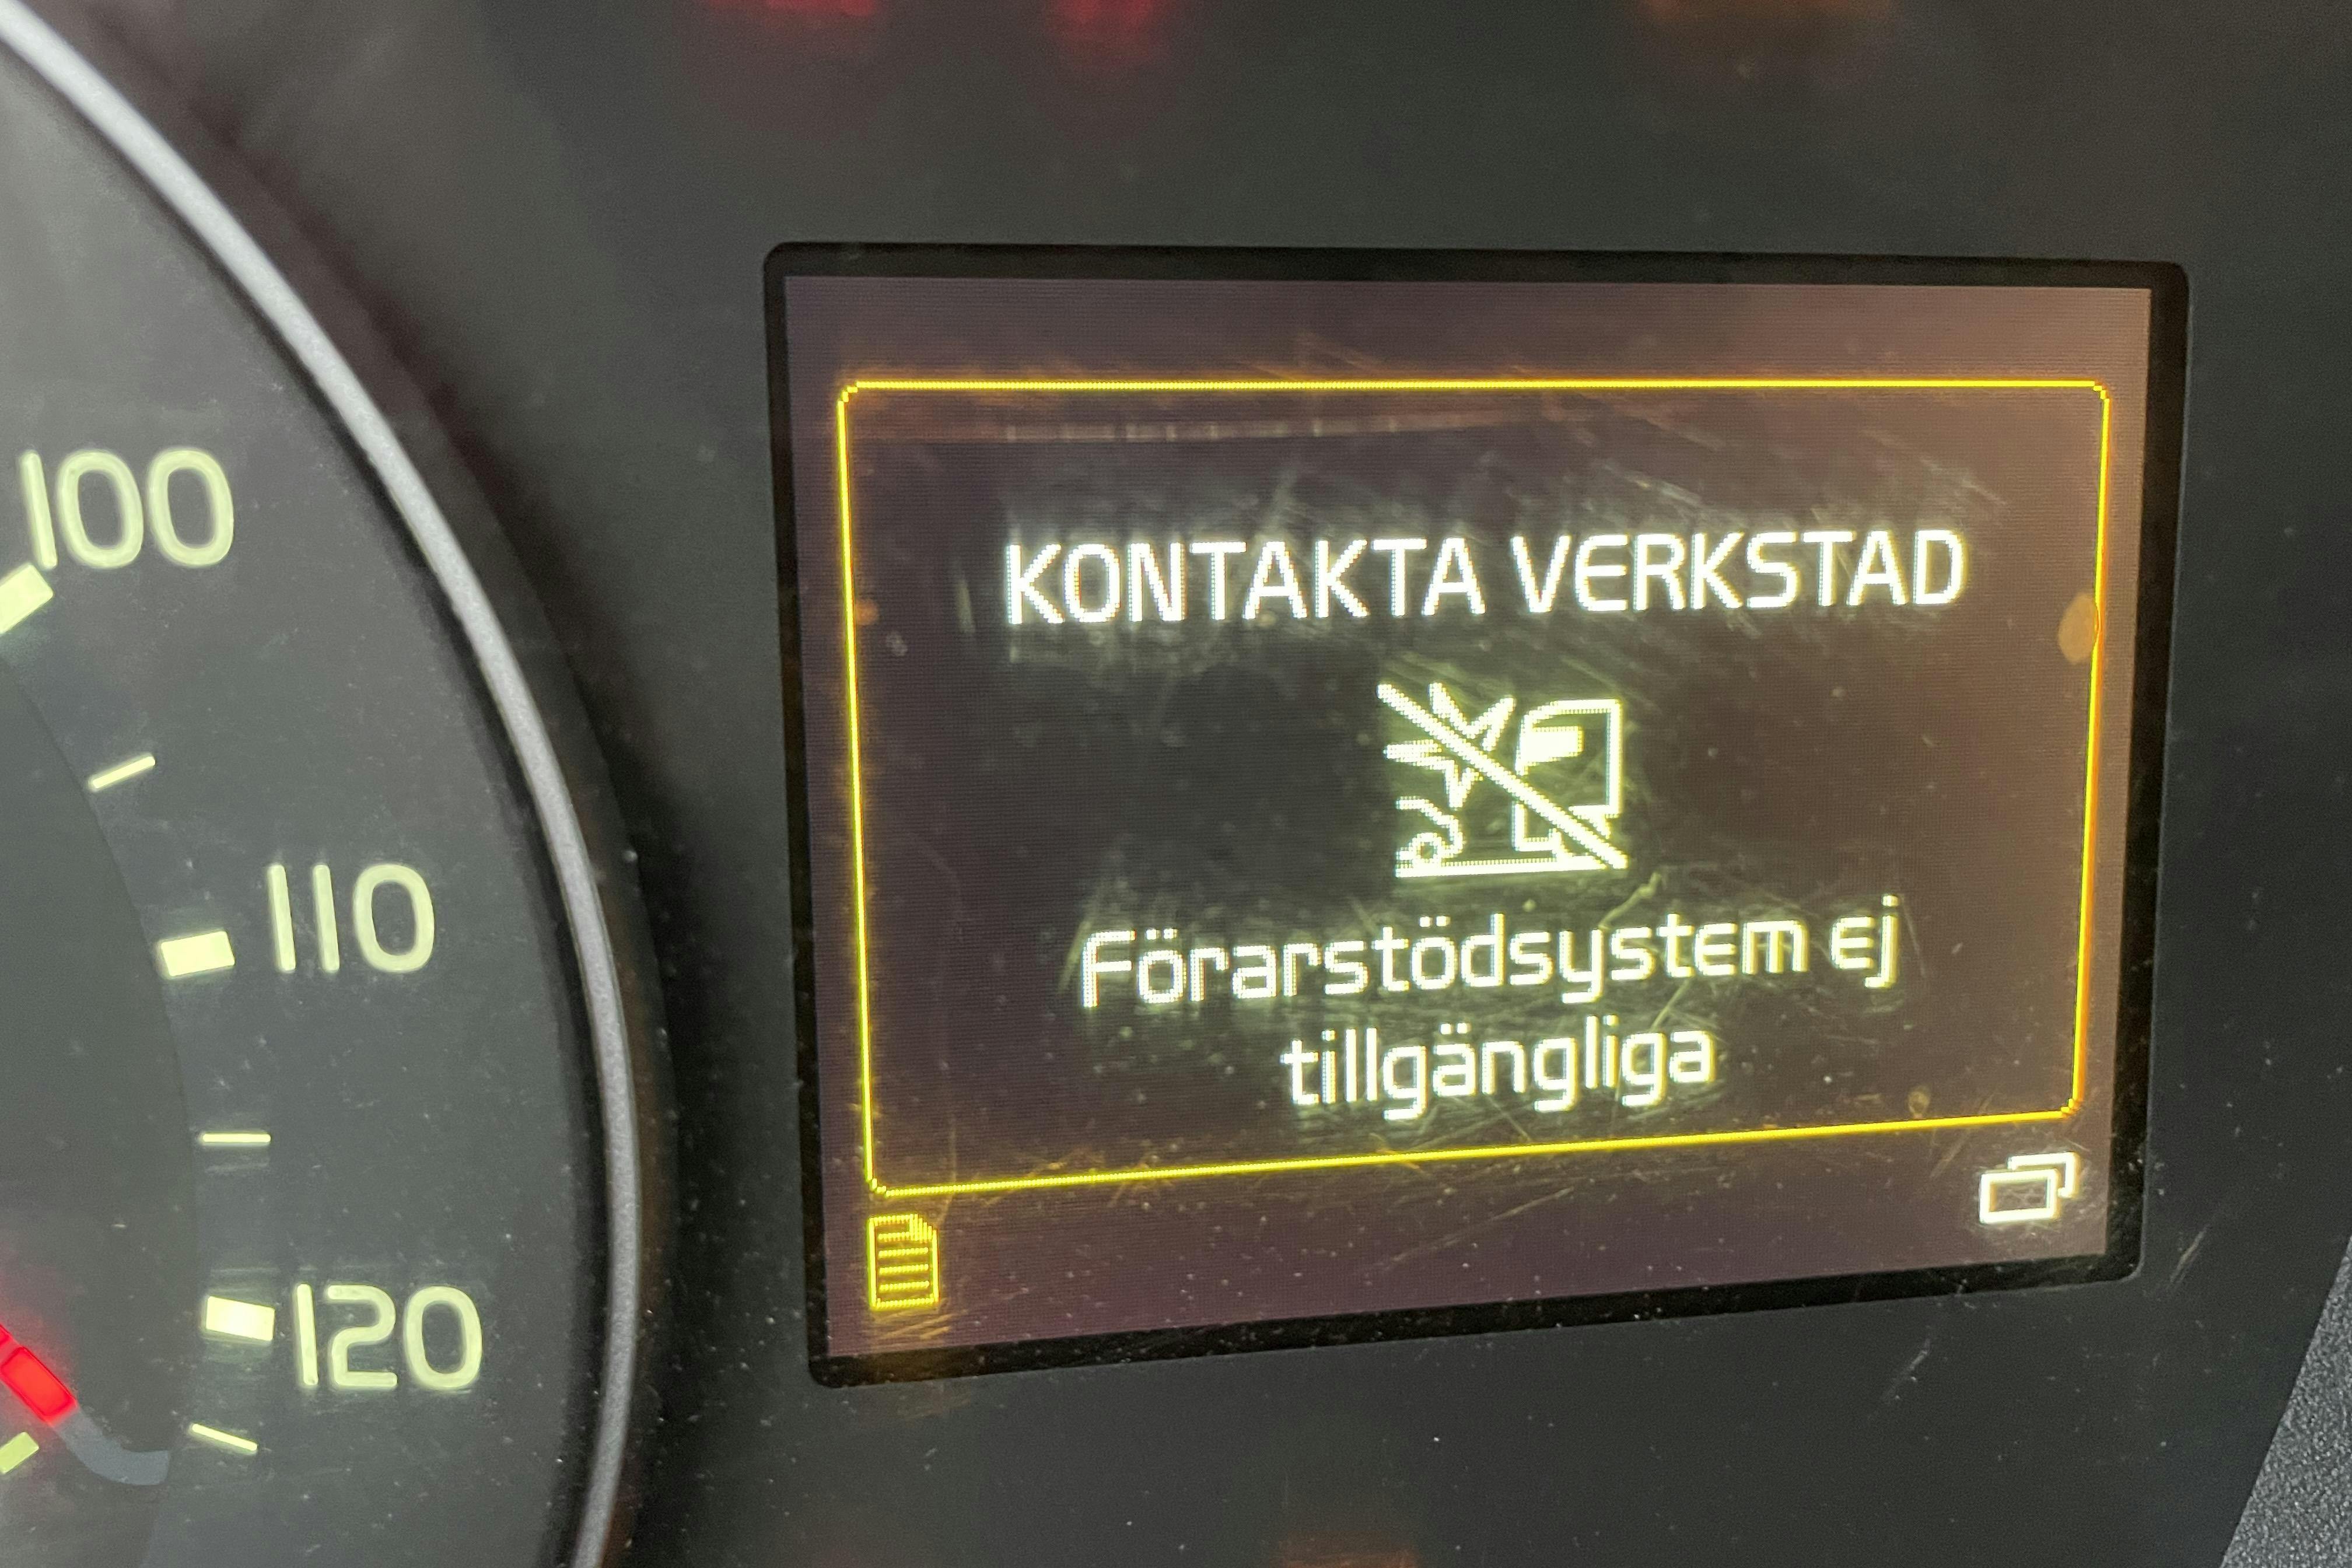 100
110
120
KONTAKTA VERKSTAD
Förarstödsystem ej
tillgängliga